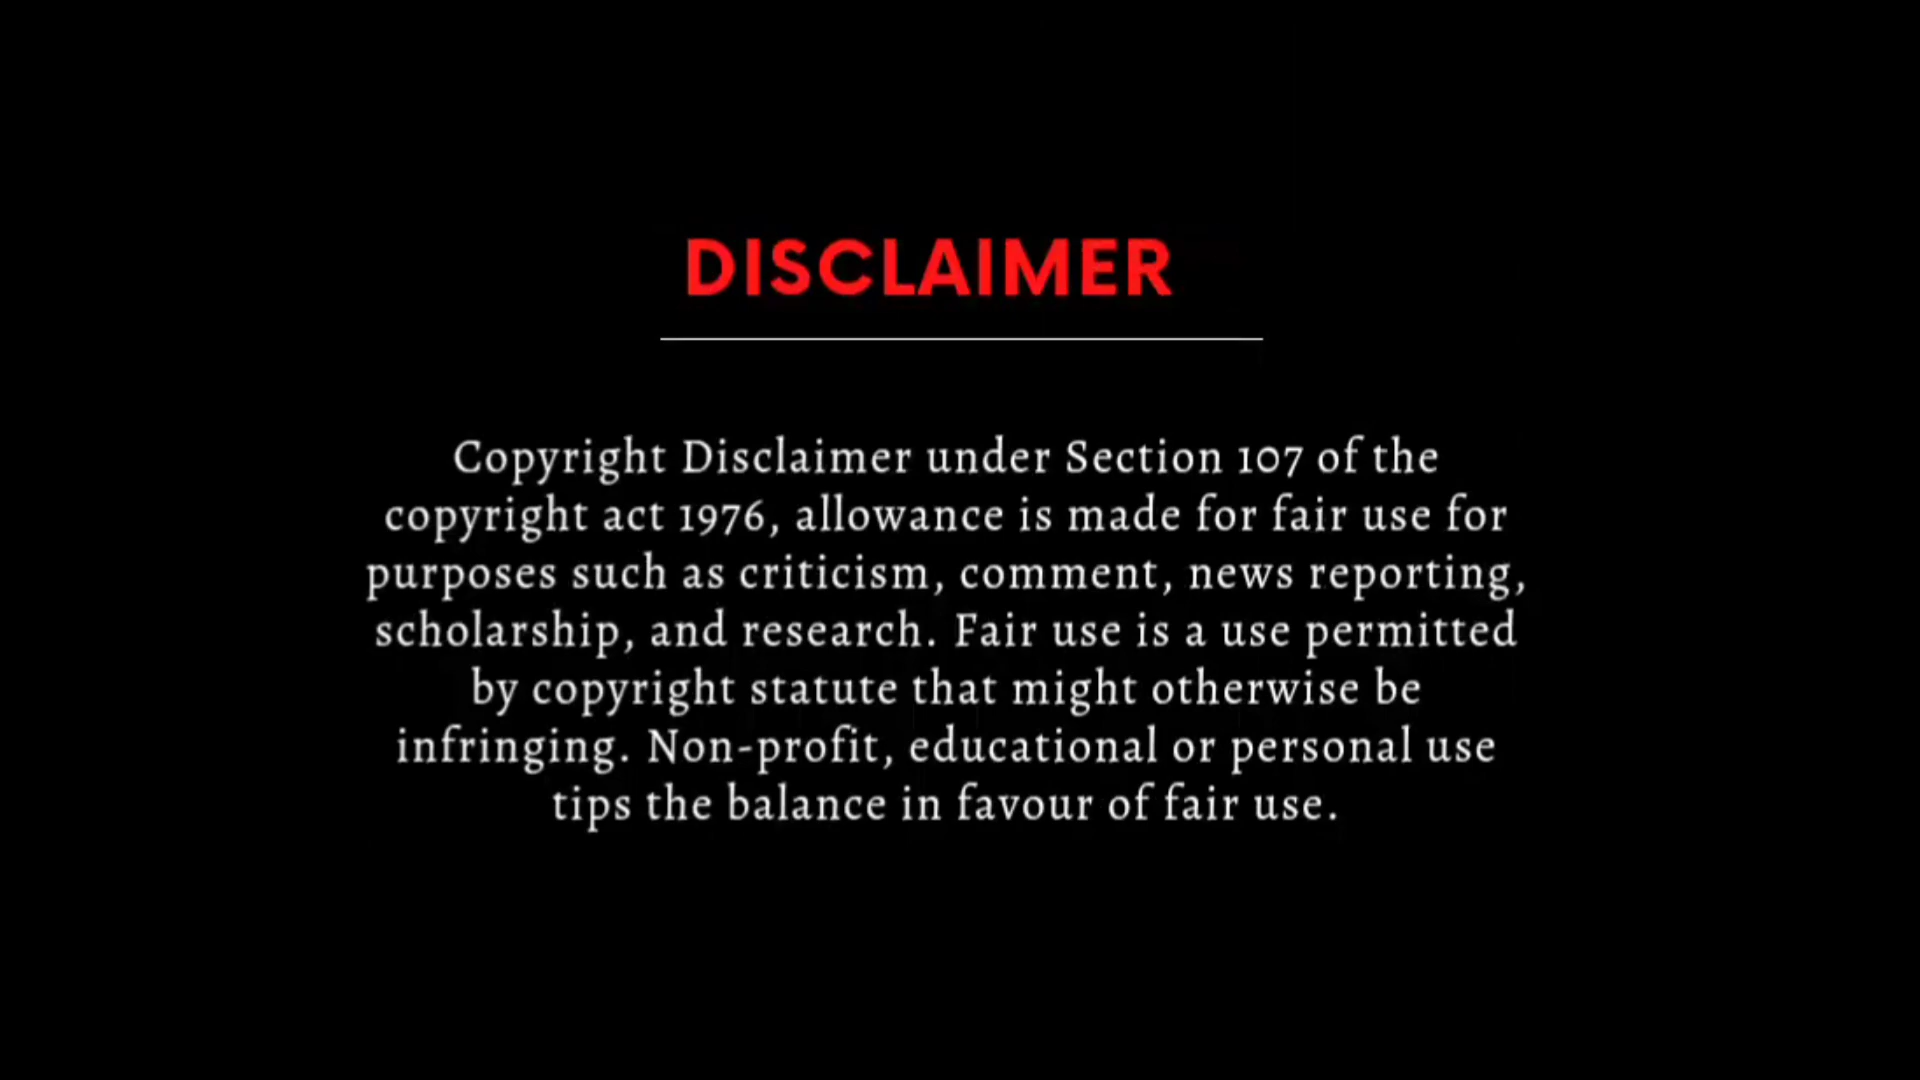 DISCLAIMER
Copyright Disclaimer under Section 107 of the
copyright act 1976, allowance is made for fair use for
purposes such as criticism, comment, news reporting,
scholarship, and research. Fair use is a use permitted
by copyright statute that might otherwise be
infringing. Non-profit, educational or personal use
tips the balance in favour of fair use.